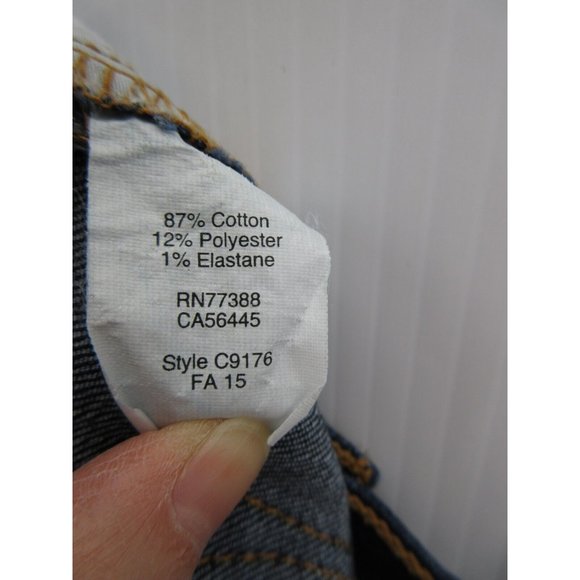 87% Cotton
12% Polyester
1% Elastane
RN77388
CA56445
Style C9176
FA 15